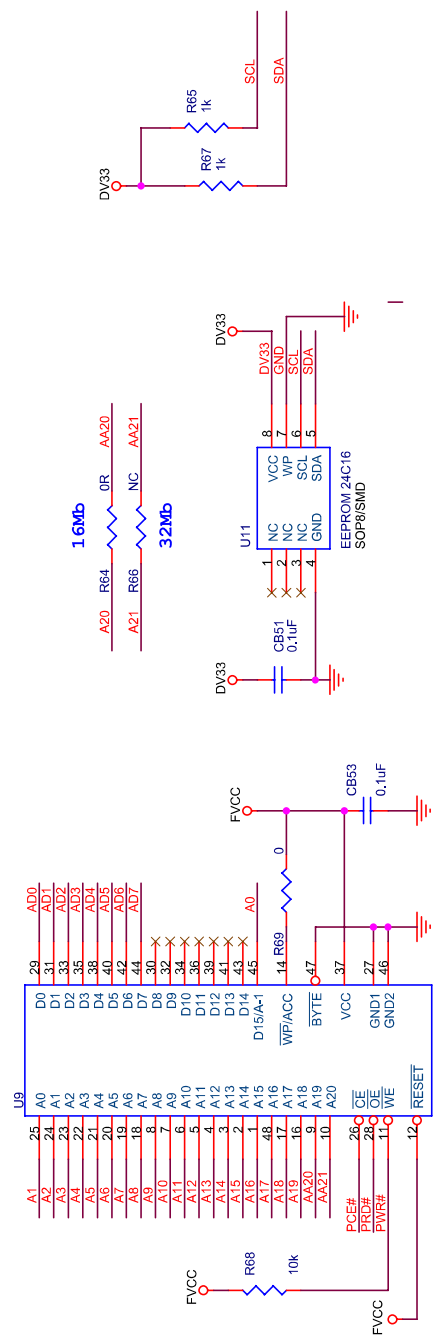 U9
A1 25 A0
A2 24 A1
A3 23 A2
A4 22 A3
A5 21 A4
A6 20 A5
A7 19 A6
A8 18 A7
A9 8 A8
A10 7 A9
A11 6 A10
A12 5 A11
A13 4 A12
A14 3 A13
A15 2 A14
A16 1 A15
A17 48 A16
A18 17 A17
A19 16 A18
AA20 9 A19
AA21 10 A20
PCE# 26 CE
PRD# 28 OE
PWR# 11 WE
12 RESET
FVCC
R68
10k
FVCC
D0 29 AD0
D1 31 AD1
D2 33 AD2
D3 35 AD3
D4 38 AD4
D5 40 AD5
D6 42 AD6
D7 44 AD7
D8 30
D9 32
D10 34
D11 36
D12 39
D13 41
D14 43
D15/A-1 45 A0
WP/ACC 14
BYTE 47
VCC 37
GND1 27
GND2 46
R69
0
FVCC
CB53
0.1uF
16Mb
A20 R64 0R AA20
A21 R66 NC AA21
32Mb
DV33
CB51
0.1uF
U11
1 NC
2 NC
3 NC
4 GND
VCC 8 DV33
WP 7 GND
SCL 6 SCL
SDA 5 SDA
EEPROM 24C16
SOP8/SMD
DV33
DV33
R65
1k
SCL
R67
1k
SDA